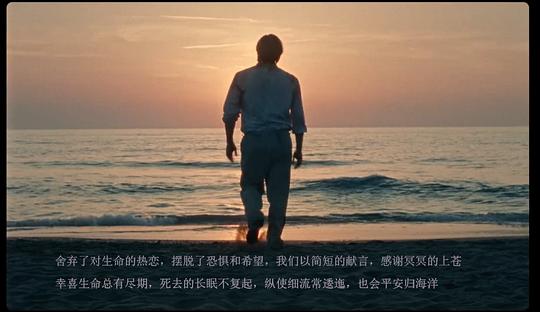 舍弃了对生命的热恋，摆脱了恐惧和希望，我们以简短的献言，感谢冥冥的上苍
幸喜生命总有尽期，死去的长眠不复起，纵使细流常逶迤，也会平安归海洋